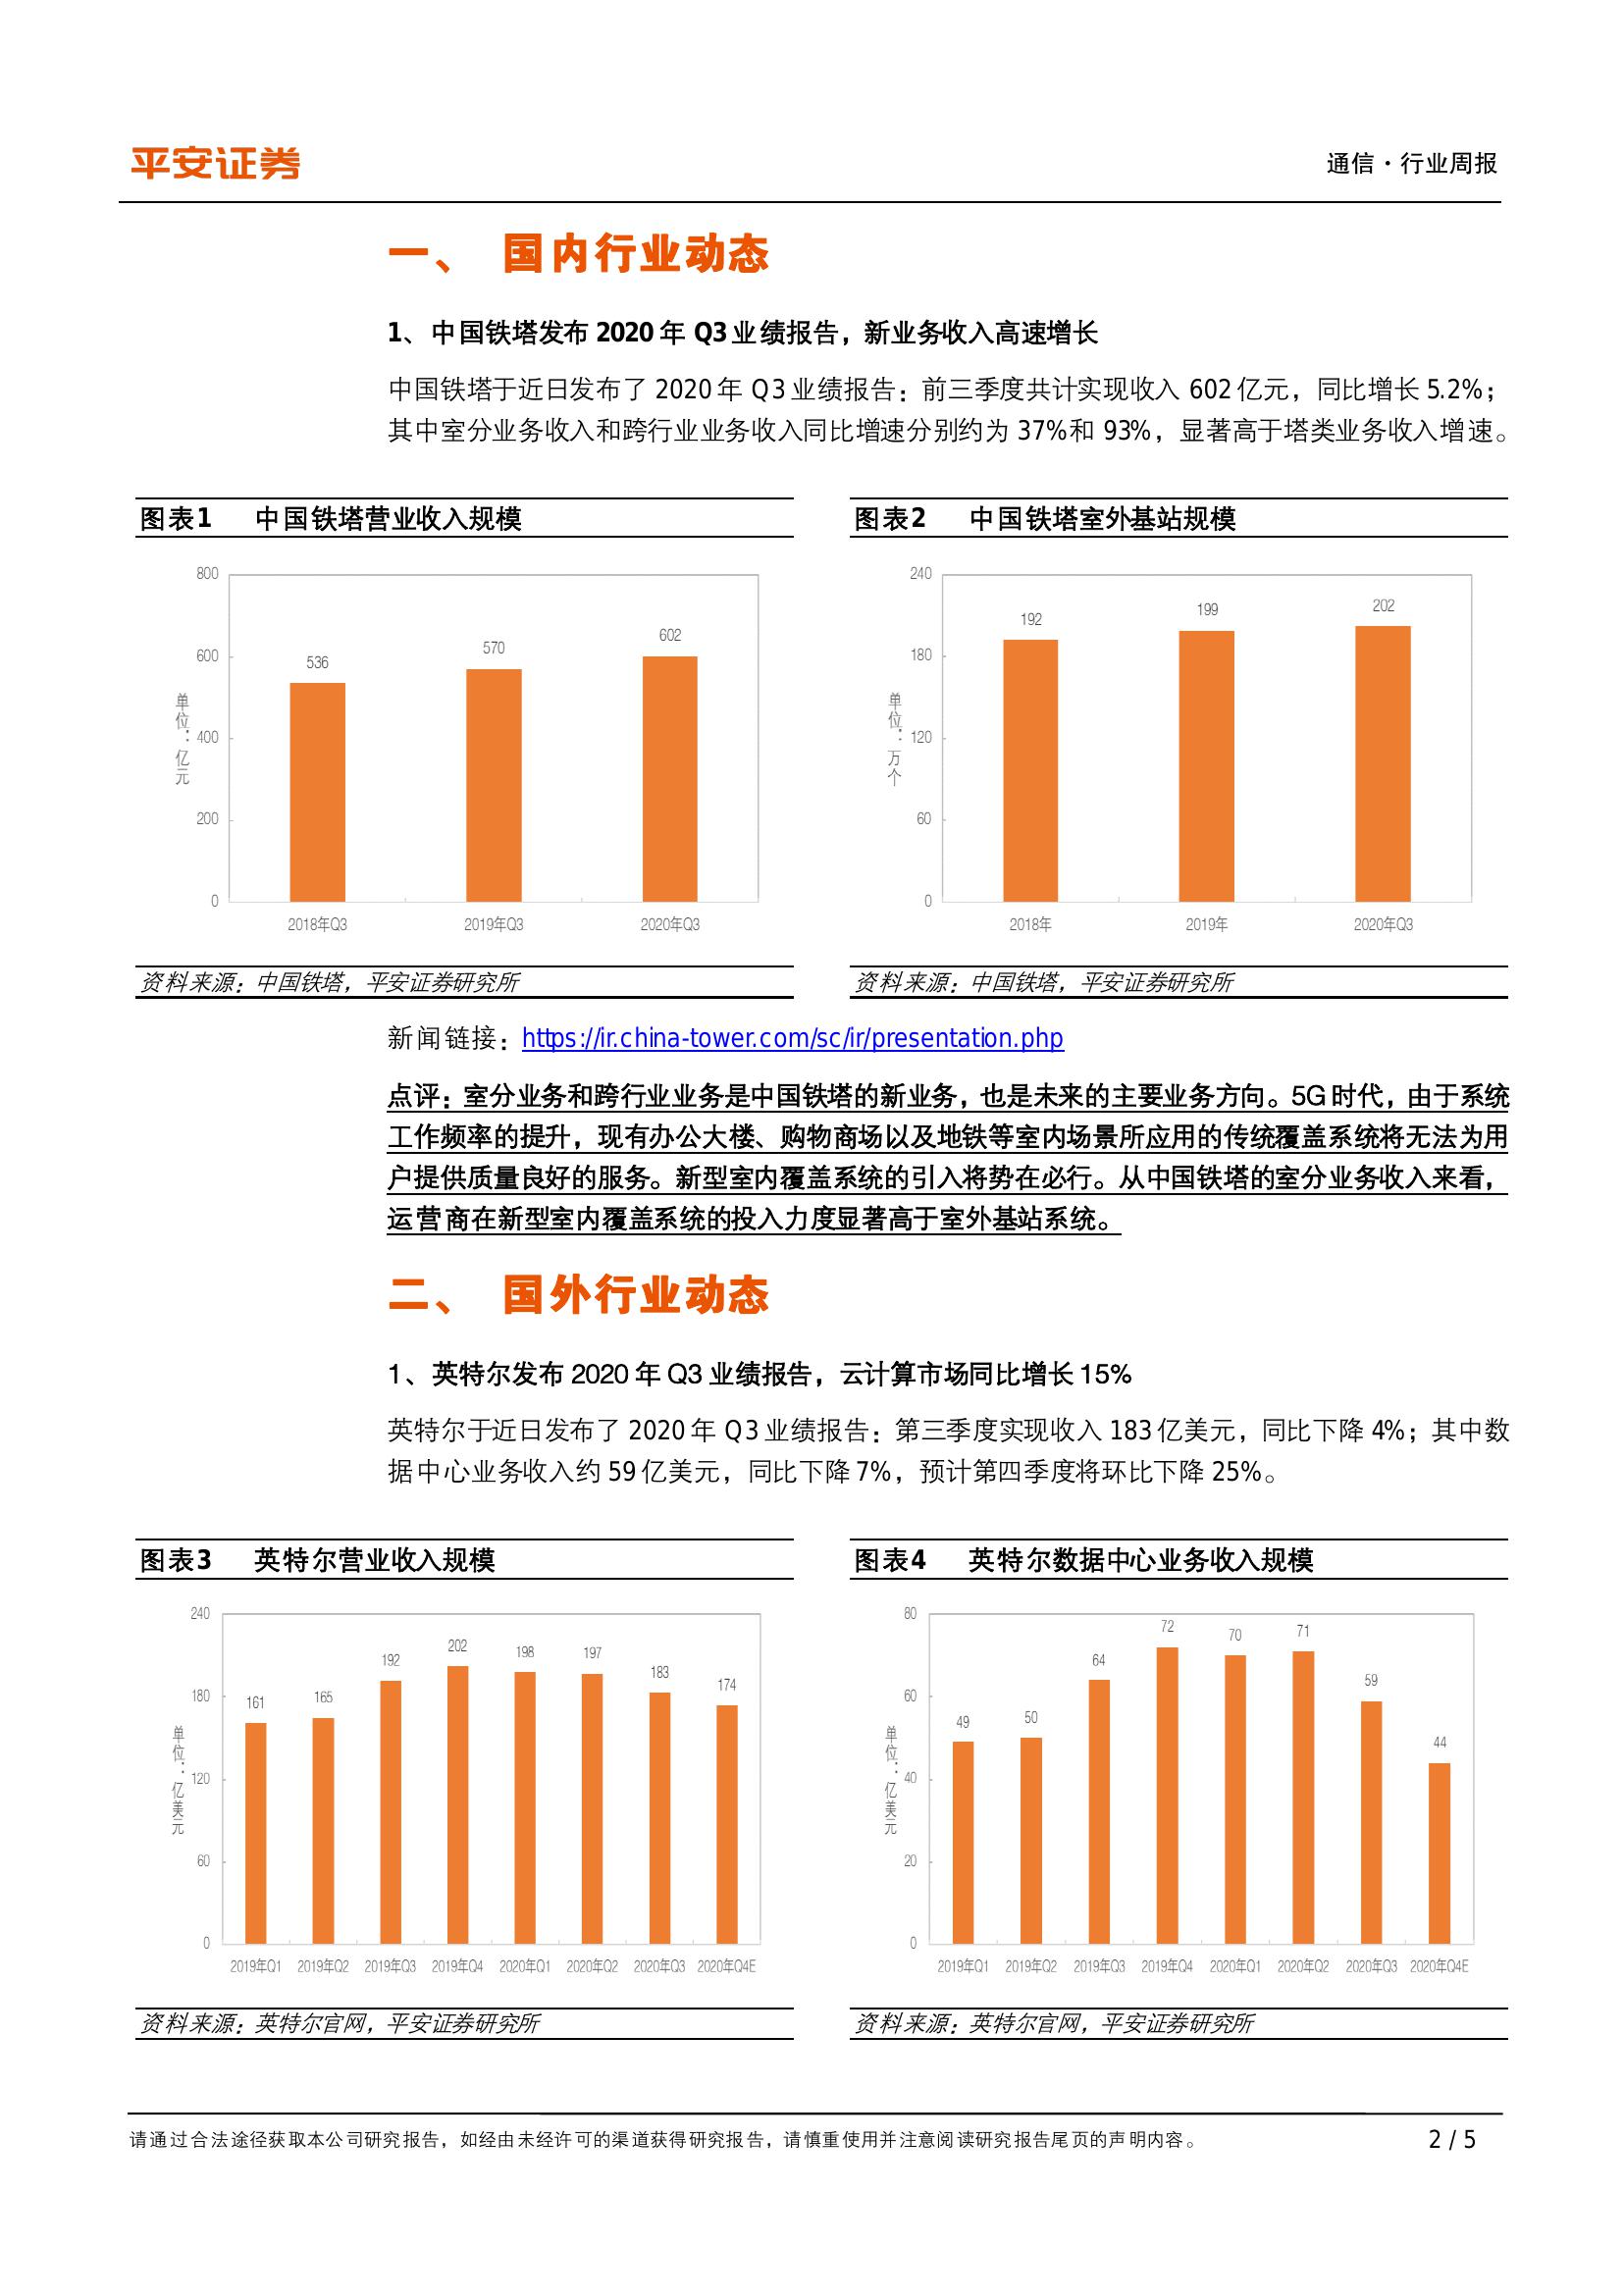 平安证券
通信·行业周报
一、 国内行业动态
1、中国铁塔发布 2020 年 Q3 业绩报告，新业务收入高速增长
中国铁塔于近日发布了 2020 年 Q3 业绩报告：前三季度共计实现收入 602 亿元，同比增长 5.2%；
其中室分业务收入和跨行业业务收入同比增速分别约为 37%和 93%，显著高于塔类业务收入增速。
图表1 中国铁塔营业收入规模
800
600
400
200
0
单位：亿元
536
570
602
2018年Q3
2019年Q3
2020年Q3
资料来源：中国铁塔，平安证券研究所
图表2 中国铁塔室外基站规模
240
180
120
60
0
单位：万个
192
199
202
2018年
2019年
2020年Q3
资料来源：中国铁塔，平安证券研究所
新闻链接：https://ir.china-tower.com/sc/ir/presentation.php
点评：室分业务和跨行业业务是中国铁塔的新业务，也是未来的主要业务方向。5G 时代，由于系统
工作频率的提升，现有办公大楼、购物商场以及地铁等室内场景所应用的传统覆盖系统将无法为用
户提供质量良好的服务。新型室内覆盖系统的引入将势在必行。从中国铁塔的室分业务收入来看，
运营商在新型室内覆盖系统的投入力度显著高于室外基站系统。
二、 国外行业动态
1、英特尔发布 2020 年 Q3 业绩报告，云计算市场同比增长 15%
英特尔于近日发布了 2020 年 Q3 业绩报告：第三季度实现收入 183 亿美元，同比下降 4%；其中数
据中心业务收入约 59 亿美元，同比下降 7%，预计第四季度将环比下降 25%。
图表3 英特尔营业收入规模
240
180
120
60
0
单位：亿美元
161
165
192
202
198
197
183
174
2019年Q1
2019年Q2
2019年Q3
2019年Q4
2020年Q1
2020年Q2
2020年Q3
2020年Q4E
资料来源：英特尔官网，平安证券研究所
图表4 英特尔数据中心业务收入规模
80
60
40
20
0
单位：亿美元
49
50
64
72
70
71
59
44
2019年Q1
2019年Q2
2019年Q3
2019年Q4
2020年Q1
2020年Q2
2020年Q3
2020年Q4E
资料来源：英特尔官网，平安证券研究所
请通过合法途径获取本公司研究报告，如经由未经许可的渠道获得研究报告，请慎重使用并注意阅读研究报告尾页的声明内容。
2 / 5